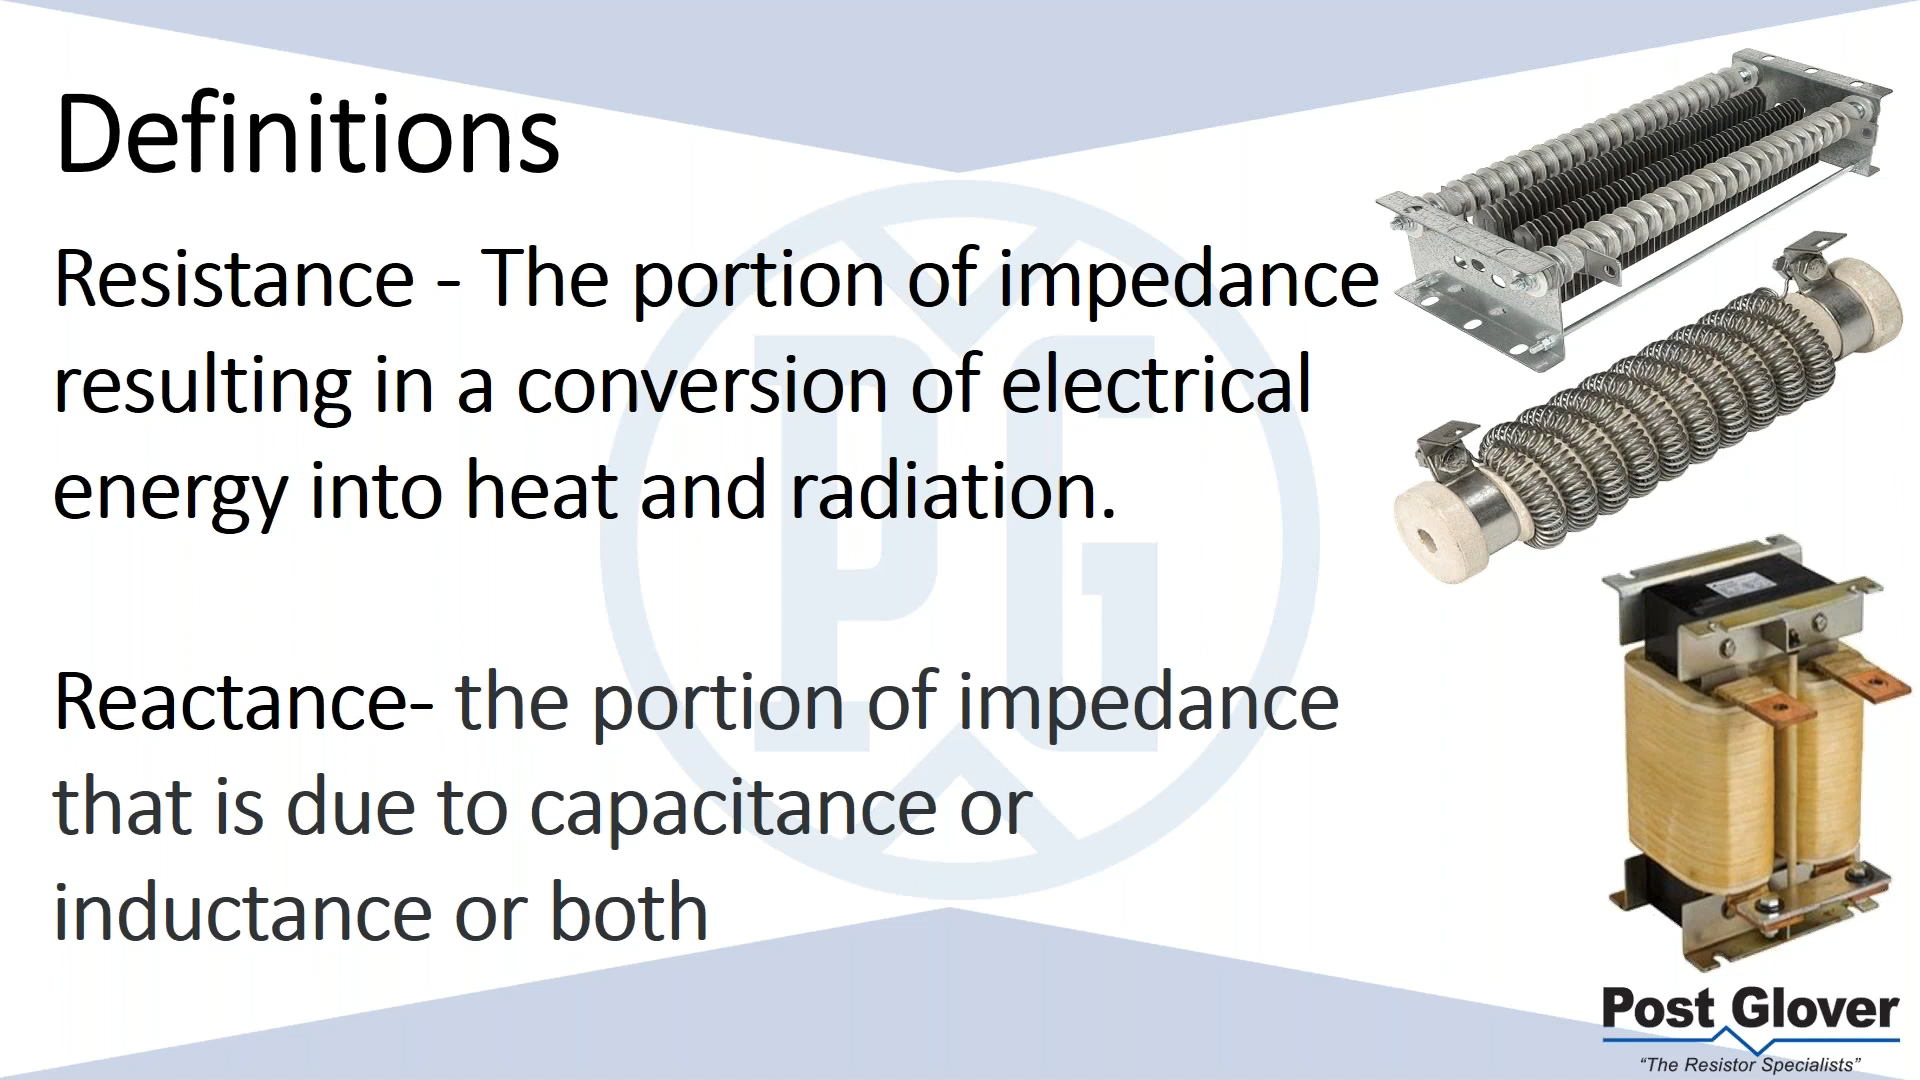 Definitions
Resistance - The portion of impedance
resulting in a conversion of electrical
energy into heat and radiation.
Reactance- the portion of impedance
that is due to capacitance or
inductance or both
PG
Post Glover
“The Resistor Specialists”